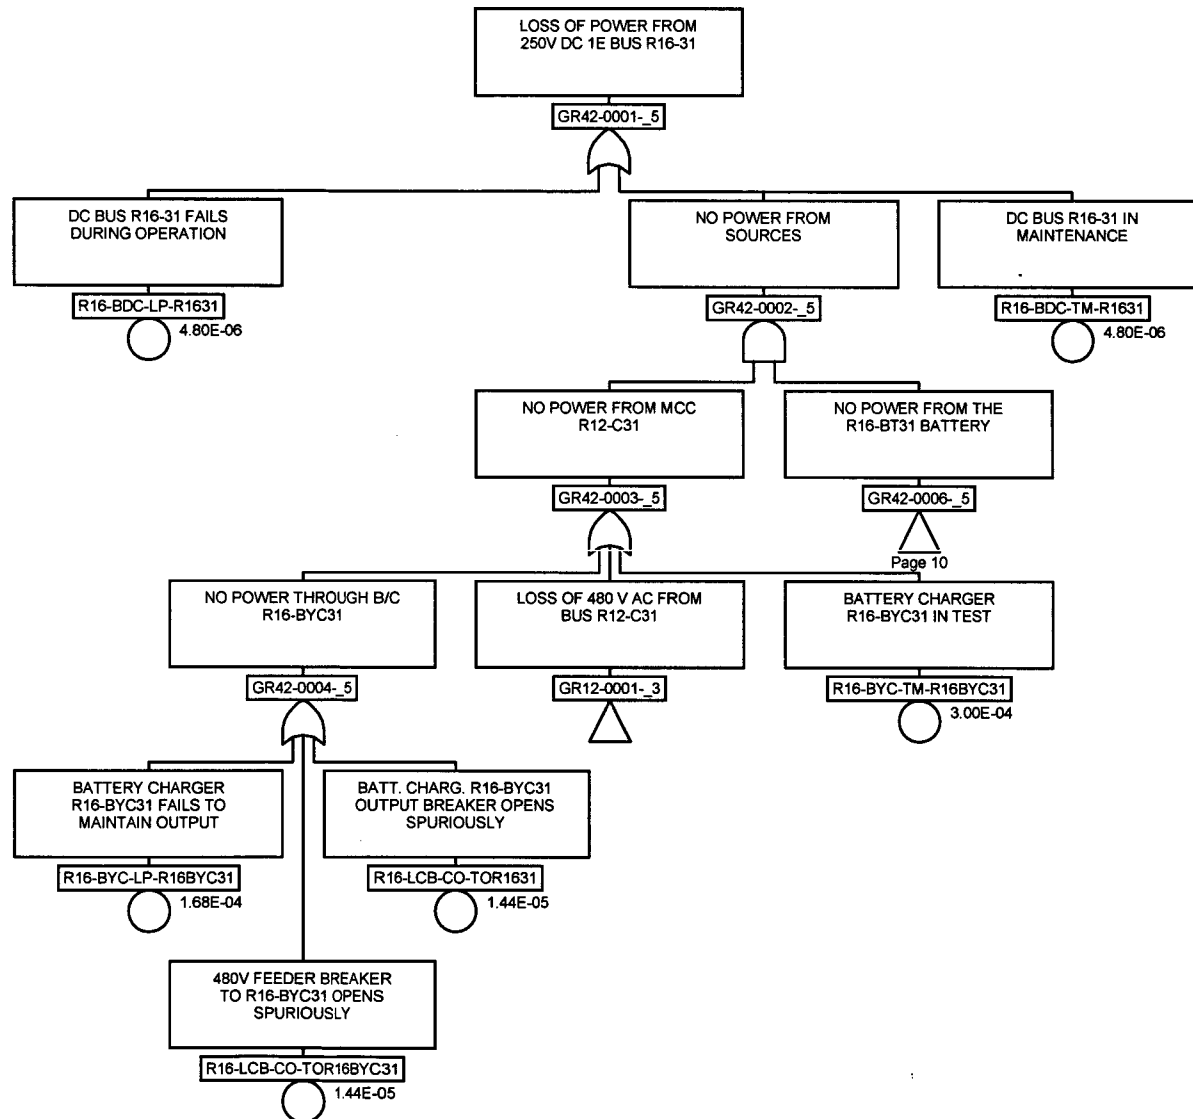 LOSS OF POWER FROM
250V DC 1E BUS R16-31
GR42-0001-_5
DC BUS R16-31 FAILS
DURING OPERATION
R16-BDC-LP-R1631
4.80E-06
NO POWER FROM
SOURCES
GR42-0002-_5
DC BUS R16-31 IN
MAINTENANCE
R16-BDC-TM-R1631
4.80E-06
NO POWER FROM MCC
R12-C31
GR42-0003-_5
NO POWER FROM THE
R16-BT31 BATTERY
GR42-0006-_5
Page 10
NO POWER THROUGH B/C
R16-BYC31
GR42-0004-_5
LOSS OF 480 V AC FROM
BUS R12-C31
GR12-0001-_3
BATTERY CHARGER
R16-BYC31 IN TEST
R16-BYC-TM-R16BYC31
3.00E-04
BATTERY CHARGER
R16-BYC31 FAILS TO
MAINTAIN OUTPUT
R16-BYC-LP-R16BYC31
1.68E-04
BATT. CHARG. R16-BYC31
OUTPUT BREAKER OPENS
SPURIOUSLY
R16-LCB-CO-TOR1631
1.44E-05
480V FEEDER BREAKER
TO R16-BYC31 OPENS
SPURIOUSLY
R16-LCB-CO-TOR16BYC31
1.44E-05